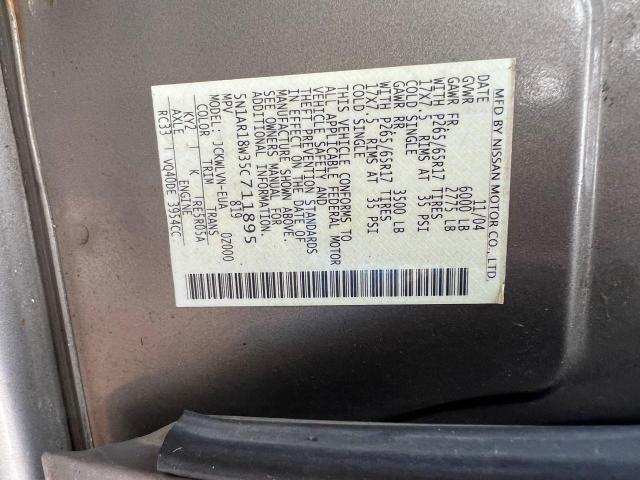 MFD BY NISSAN MOTOR CO., LTD.
DATE 11/04
GVWR 6000 LB
GAWR FR. 2775 LB
WITH P265/65R17 TIRES
17X7.5 RIMS AT 35 PSI
COLD SINGLE
GAWR RR. 3500 LB
WITH P265/65R17 TIRES
17X7.5 RIMS AT 35 PSI
COLD SINGLE
THIS VEHICLE CONFORMS TO
ALL APPLICABLE FEDERAL MOTOR
VEHICLE SAFETY AND
THEFT PREVENTION STANDARDS
IN EFFECT ON THE DATE OF
MANUFACTURE SHOWN ABOVE.
SEE OWNERS MANUAL FOR
ADDITIONAL INFORMATION.
5N1AR18W35C711895
MPV 819
MODEL: JCKWLVN-EUA 0Z000
COLOR TRIM TRANS
KY2 K RE5R05A
AXLE ENGINE
RC33 VQ40DE 3954CC